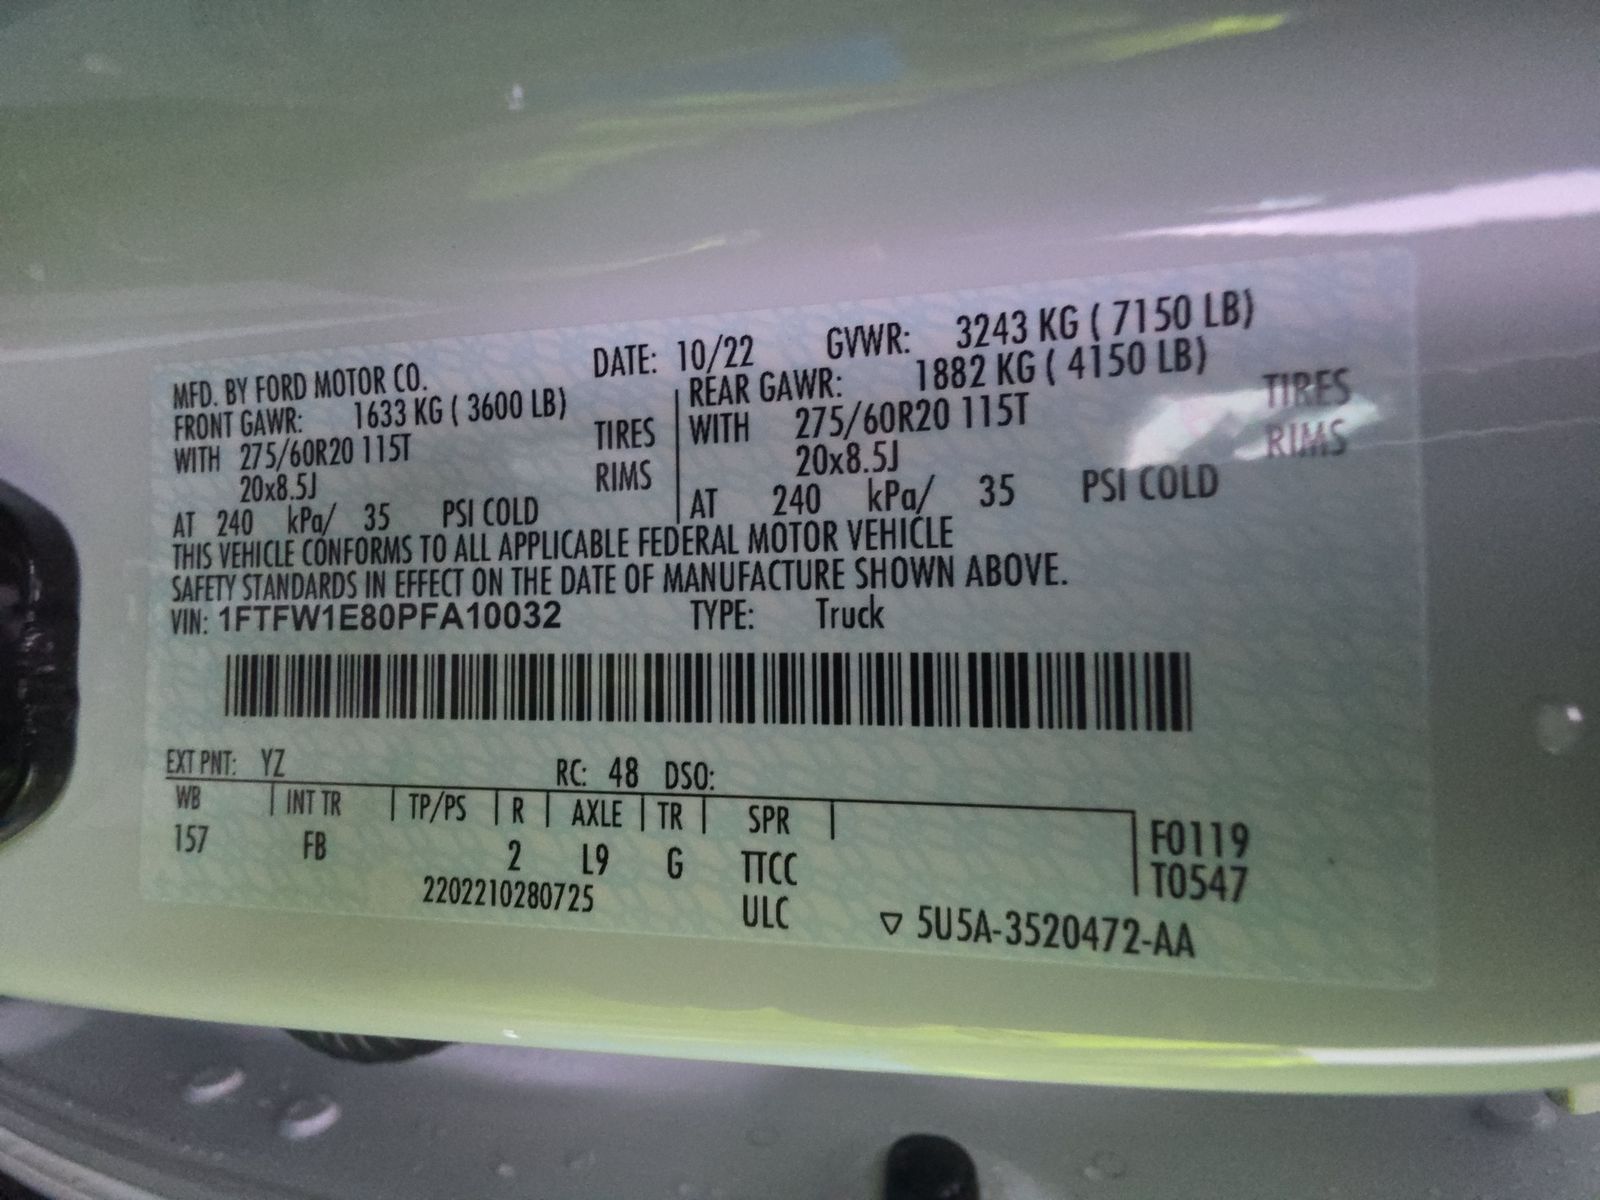 MFD. BY FORD MOTOR CO. DATE: 10/22 GVWR: 3243 KG ( 7150 LB)
FRONT GAWR: 1633 KG ( 3600 LB) REAR GAWR: 1882 KG ( 4150 LB)
WITH 275/60R20 115T TIRES WITH 275/60R20 115T TIRES
20x8.5J RIMS 20x8.5J RIMS
AT 240 kPa/ 35 PSI COLD AT 240 kPa/ 35 PSI COLD
THIS VEHICLE CONFORMS TO ALL APPLICABLE FEDERAL MOTOR VEHICLE
SAFETY STANDARDS IN EFFECT ON THE DATE OF MANUFACTURE SHOWN ABOVE.
VIN: 1FTFW1E80PFA10032 TYPE: Truck
EXT PNT: YZ RC: 48 DSO:
WB INT TR TP/PS R AXLE TR SPR F0119
157 FB 2 L9 G TTCC T0547
2202210280725 ULC ▽ 5U5A-3520472-AA